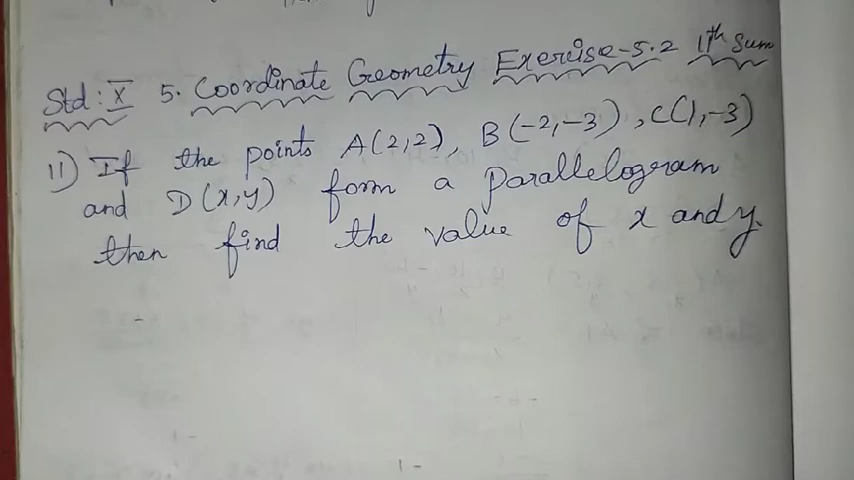 Std: X 5. Coordinate Geometry Exercise-5.2 11th Sum
11) If the points A(2,2), B(-2,-3), C(1,-3)
and D(x,y) form a parallelogram
then find the value of x and y.